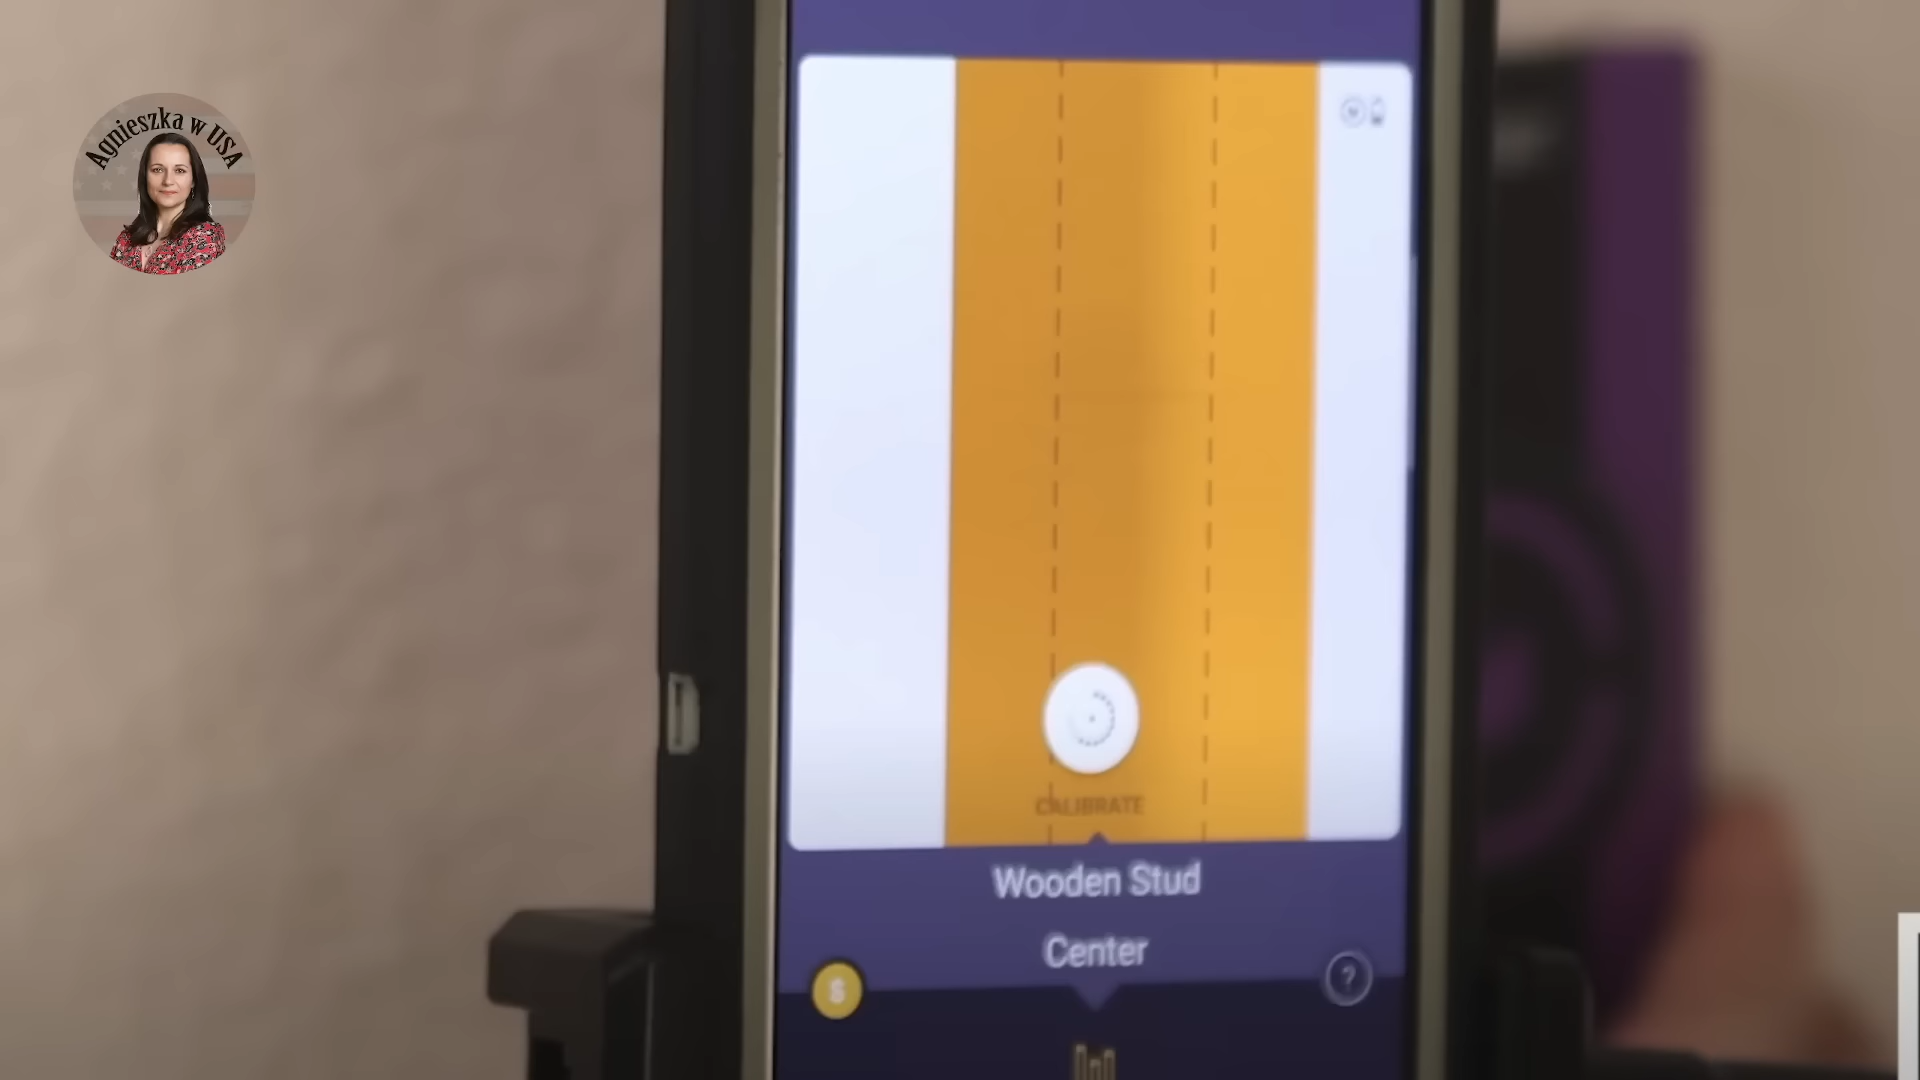 Agnieszka w USA
CALIBRATE
Wooden Stud
Center
$
?